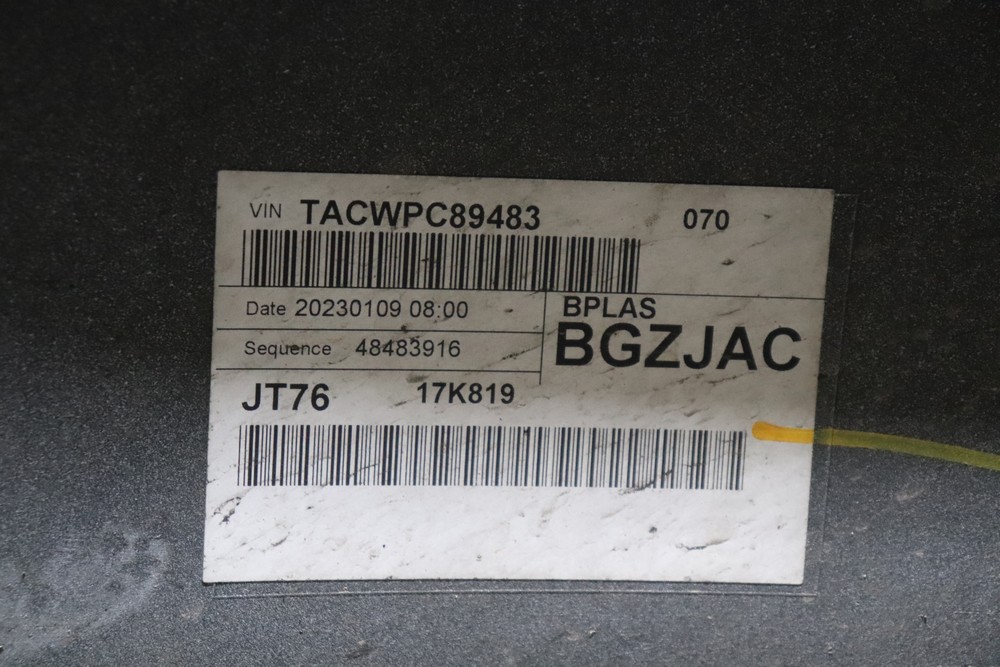 VIN TACWPC89483 070
Date 20230109 08:00
BPLAS
Sequence 48483916
BGZJAC
JT76 17K819